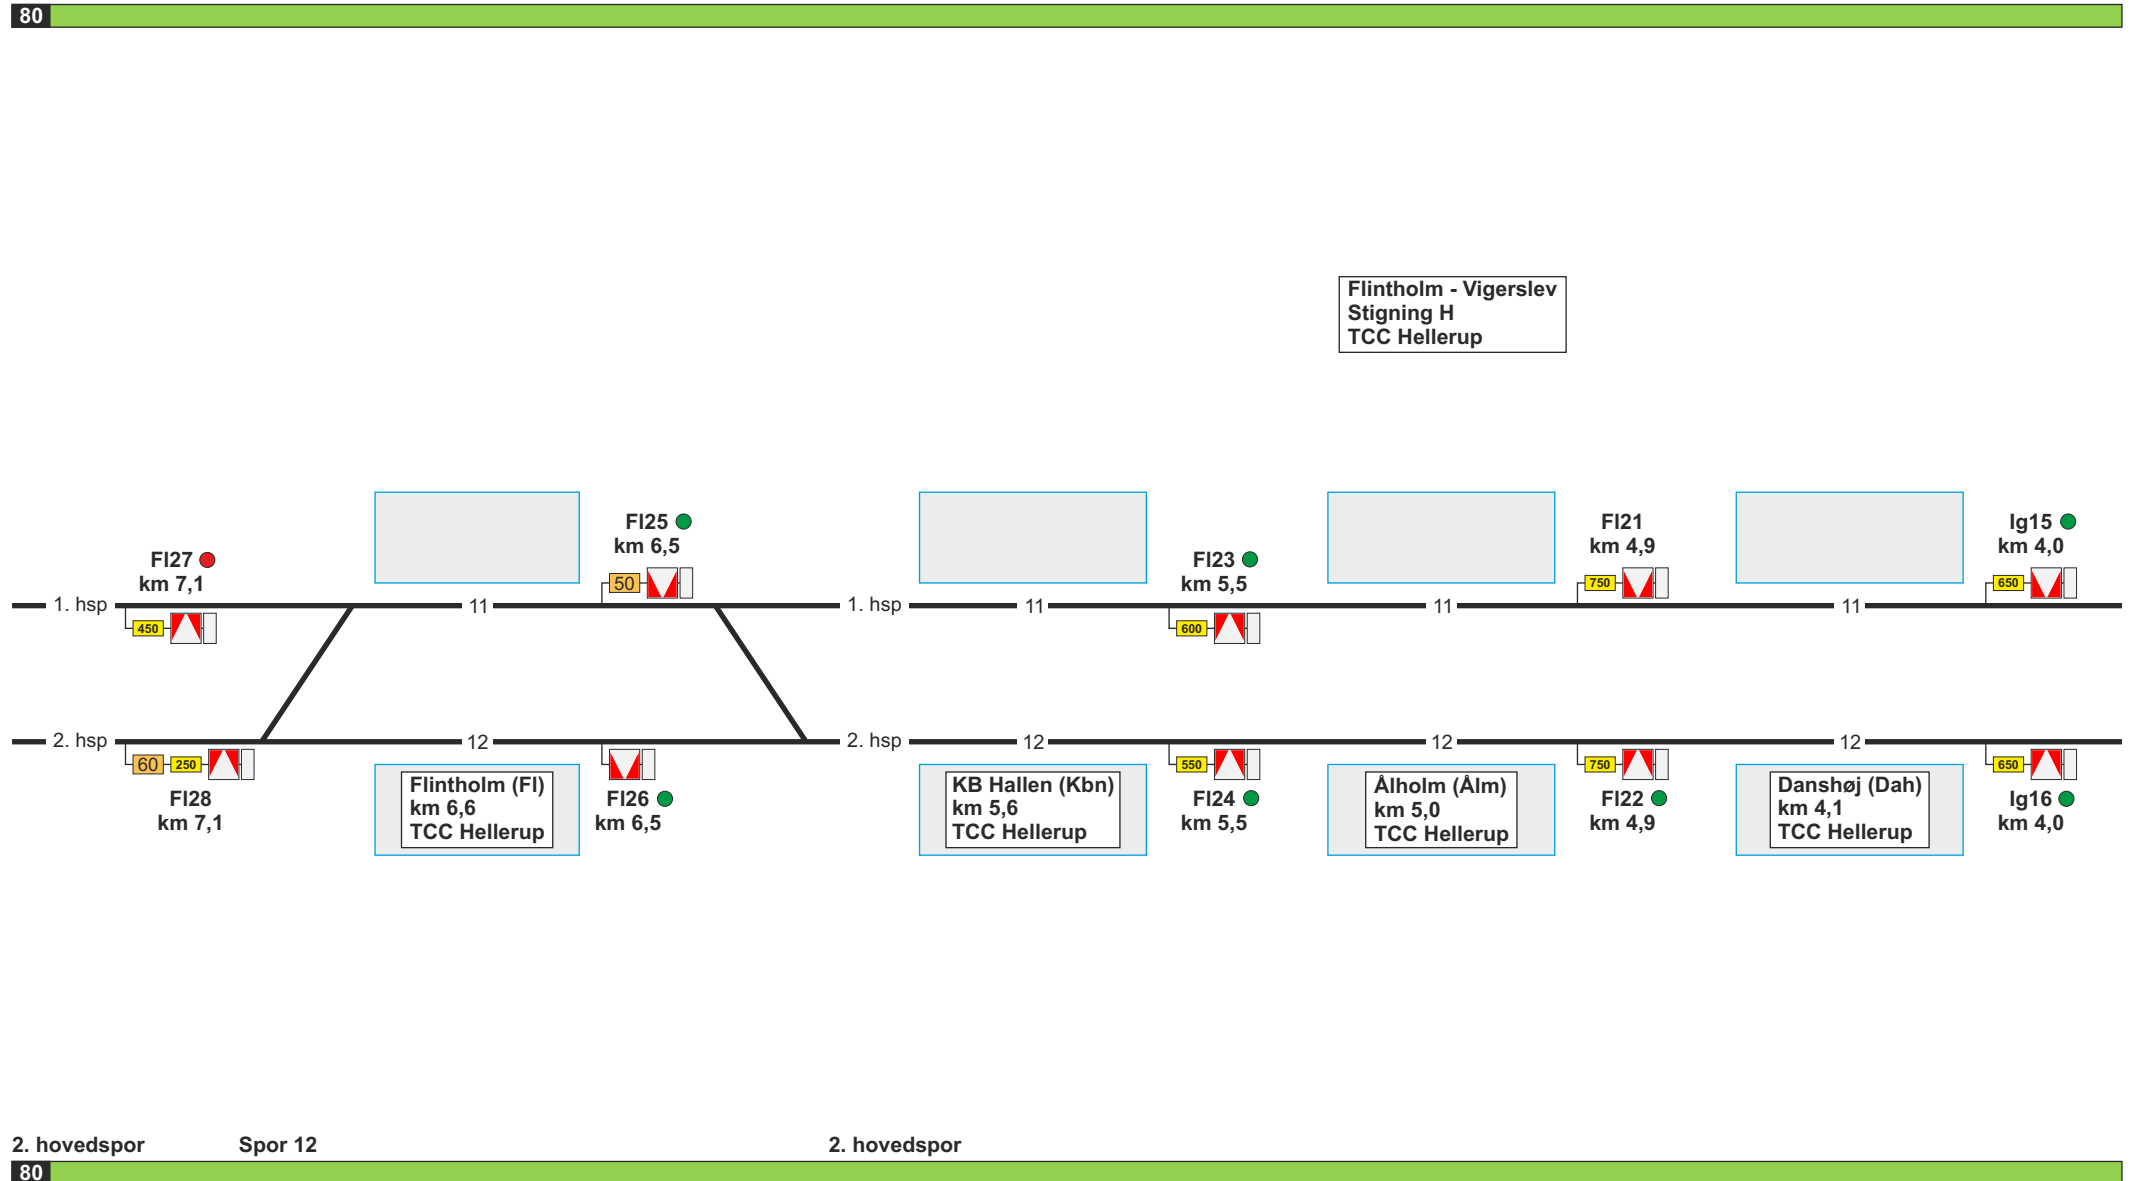 80
Flintholm - Vigerslev
Stigning H
TCC Hellerup
Fl27
km 7,1
450
Fl25
km 6,5
50
Fl23
km 5,5
600
Fl21
km 4,9
750
Ig15
km 4,0
650
1. hsp
11
1. hsp
11
11
11
2. hsp
12
2. hsp
12
12
12
60
250
Fl28
km 7,1
Flintholm (Fl)
km 6,6
TCC Hellerup
Fl26
km 6,5
KB Hallen (Kbn)
km 5,6
TCC Hellerup
550
Fl24
km 5,5
Ålholm (Ålm)
km 5,0
TCC Hellerup
750
Fl22
km 4,9
Danshøj (Dah)
km 4,1
TCC Hellerup
650
Ig16
km 4,0
2. hovedspor
Spor 12
2. hovedspor
80